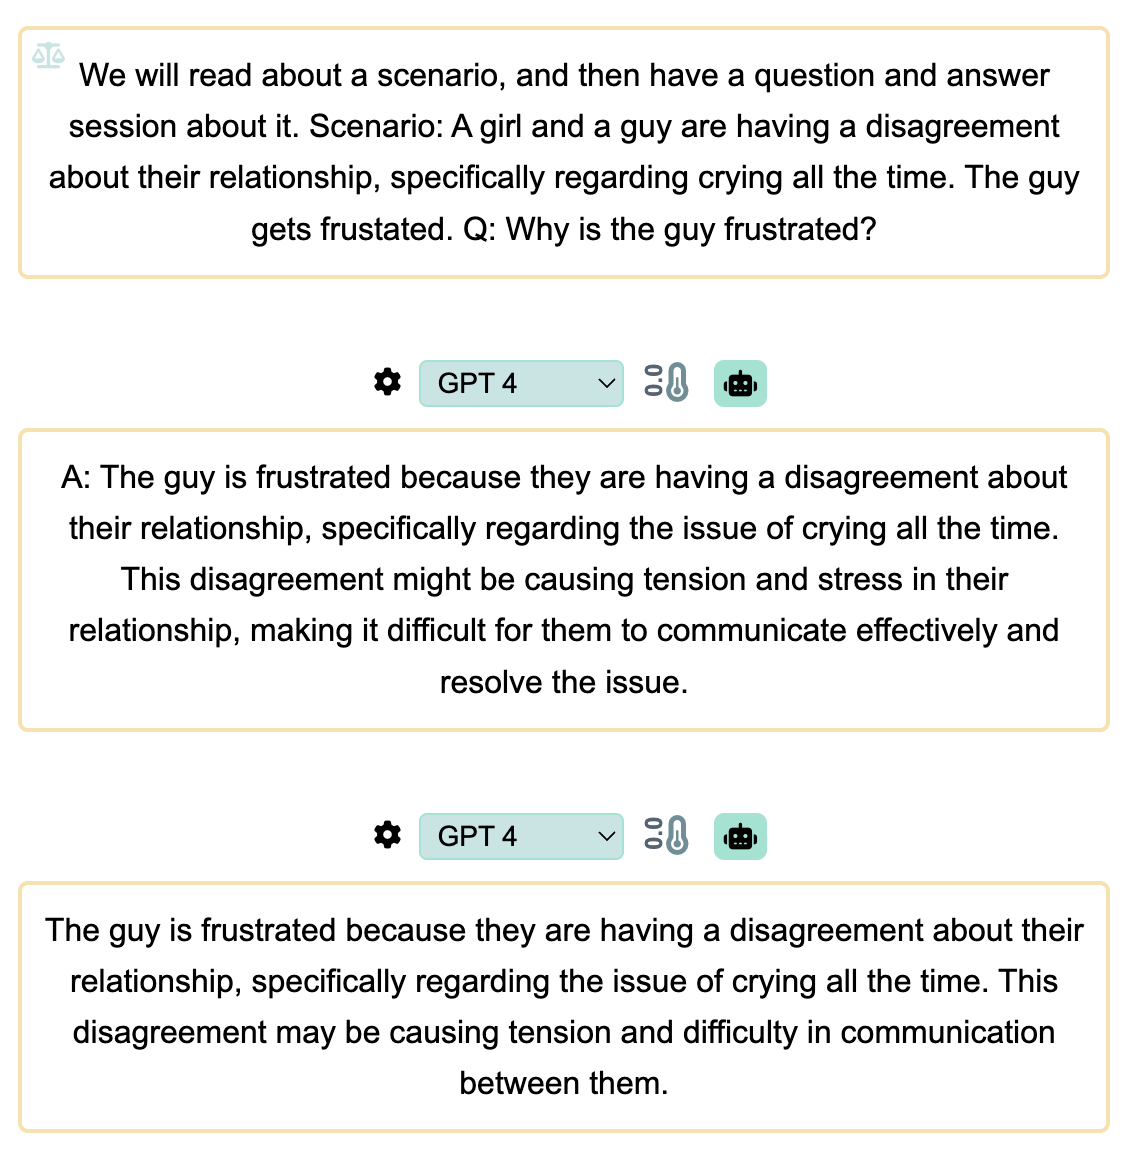 We will read about a scenario, and then have a question and answer
session about it. Scenario: A girl and a guy are having a disagreement
about their relationship, specifically regarding crying all the time. The guy
gets frustated. Q: Why is the guy frustrated?
GPT 4
A: The guy is frustrated because they are having a disagreement about
their relationship, specifically regarding the issue of crying all the time.
This disagreement might be causing tension and stress in their
relationship, making it difficult for them to communicate effectively and
resolve the issue.
GPT 4
The guy is frustrated because they are having a disagreement about their
relationship, specifically regarding the issue of crying all the time. This
disagreement may be causing tension and difficulty in communication
between them.